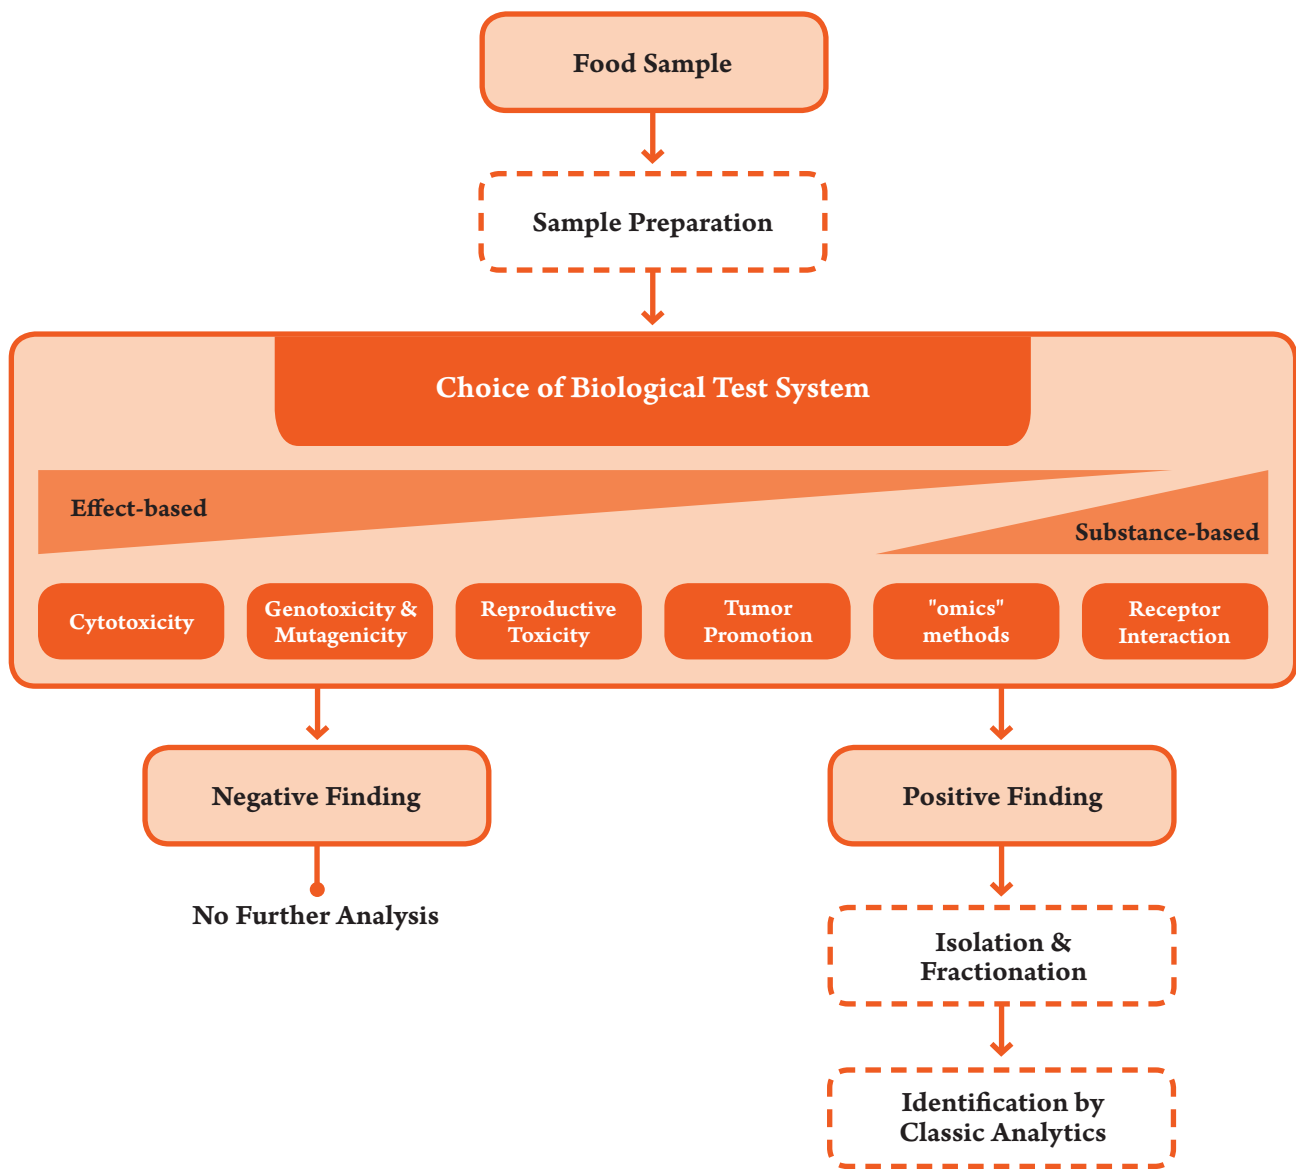 Food Sample
Sample Preparation
Choice of Biological Test System
Effect-based
Substance-based
Cytotoxicity
Genotoxicity &
Mutagenicity
Reproductive
Toxicity
Tumor
Promotion
"omics"
methods
Receptor
Interaction
Negative Finding
Positive Finding
No Further Analysis
Isolation &
Fractionation
Identification by
Classic Analytics